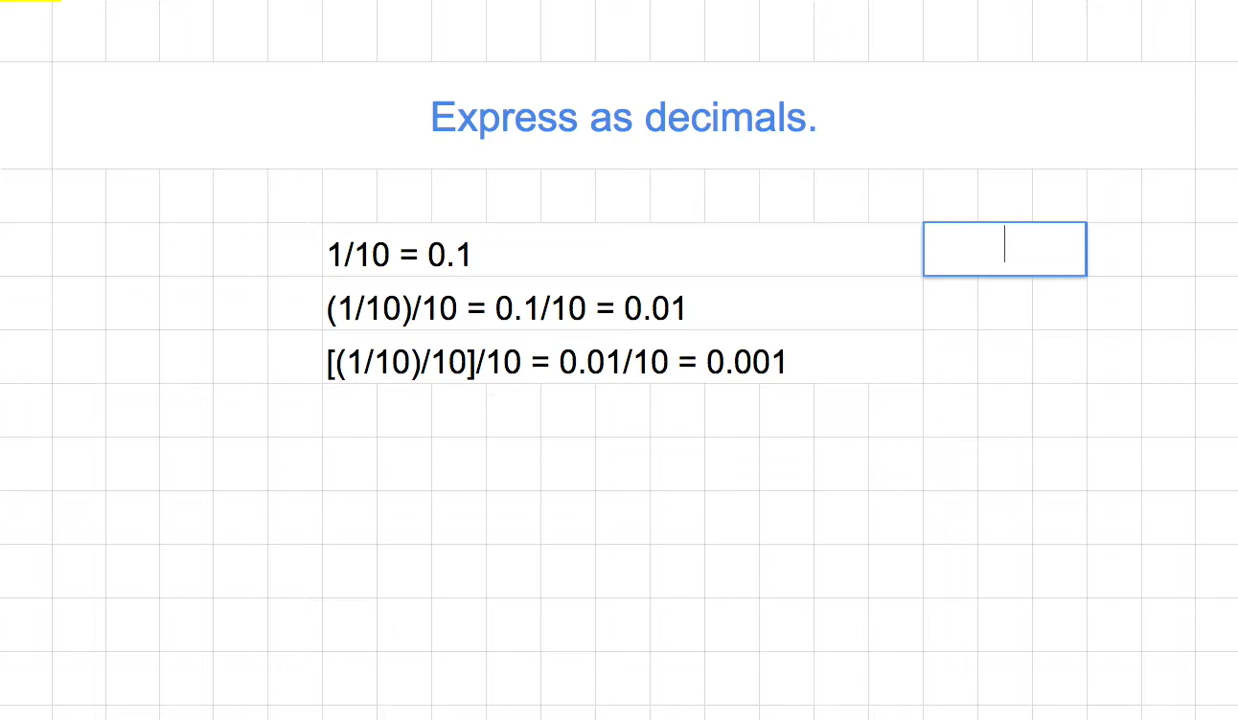 Express as decimals.
1/10 = 0.1
(1/10)/10 = 0.1/10 = 0.01
[(1/10)/10]/10 = 0.01/10 = 0.001